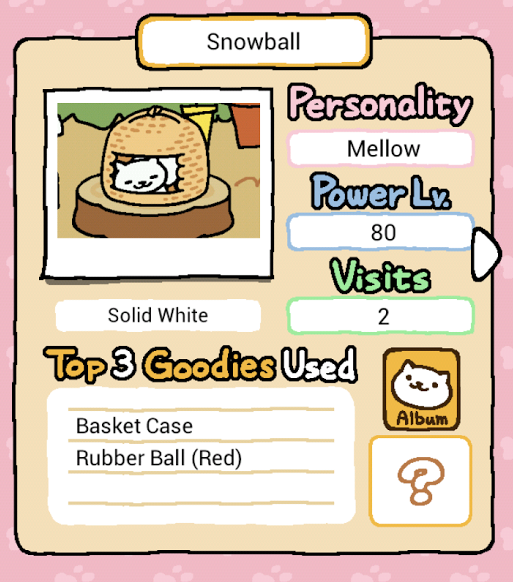 Snowball
Personality
Mellow
Power Lv.
80
Visits
2
Solid White
Top 3 Goodies Used
Basket Case
Rubber Ball (Red)
Album
?